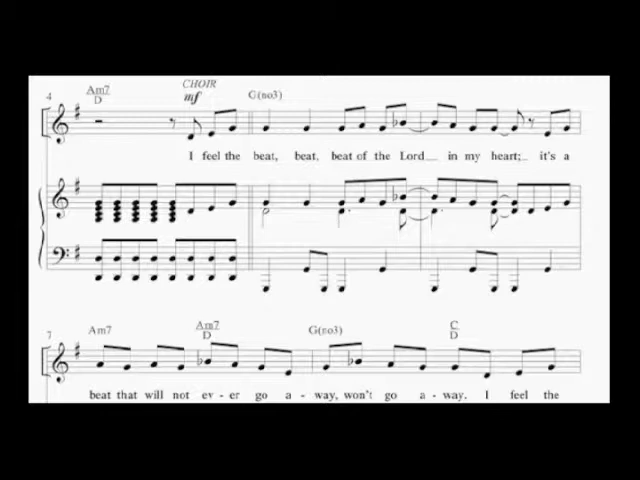 4 Am7
D CHOIR
mf G(no3)
I feel the beat, beat, beat of the Lord in my heart; it's a
7 Am7 Am7
D G(no3) C
D
beat that will not ev - er go a - way, won't go a - way. I feel the